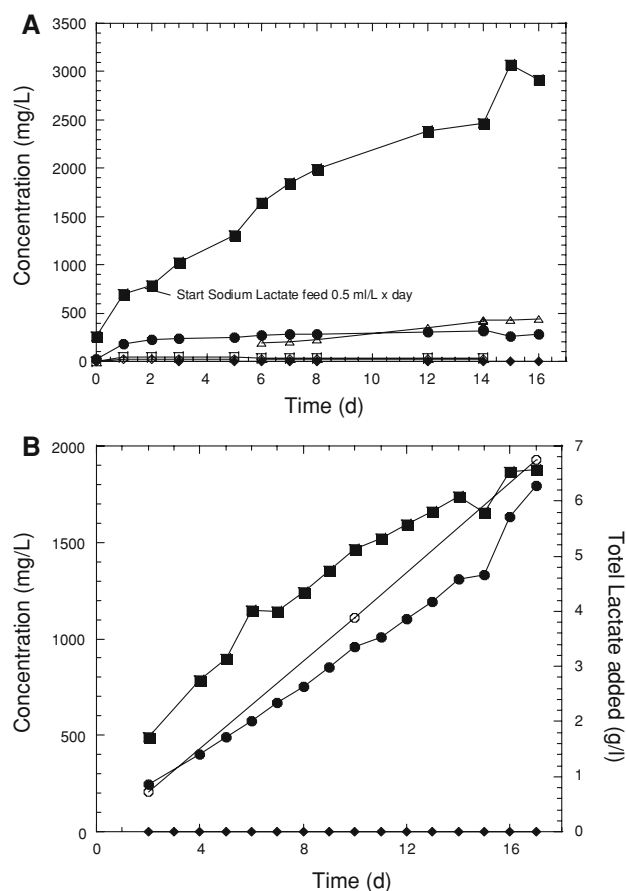 A
3500
3000
2500
2000
1500
1000
500
0
Concentration (mg/L)
Start Sodium Lactate feed 0.5 ml/L x day
0 2 4 6 8 10 12 14 16
Time (d)
B
2000
1500
1000
500
0
Concentration (mg/L)
7
6
5
4
3
2
1
0
Totel Lactate added (g/l)
0 4 8 12 16
Time (d)